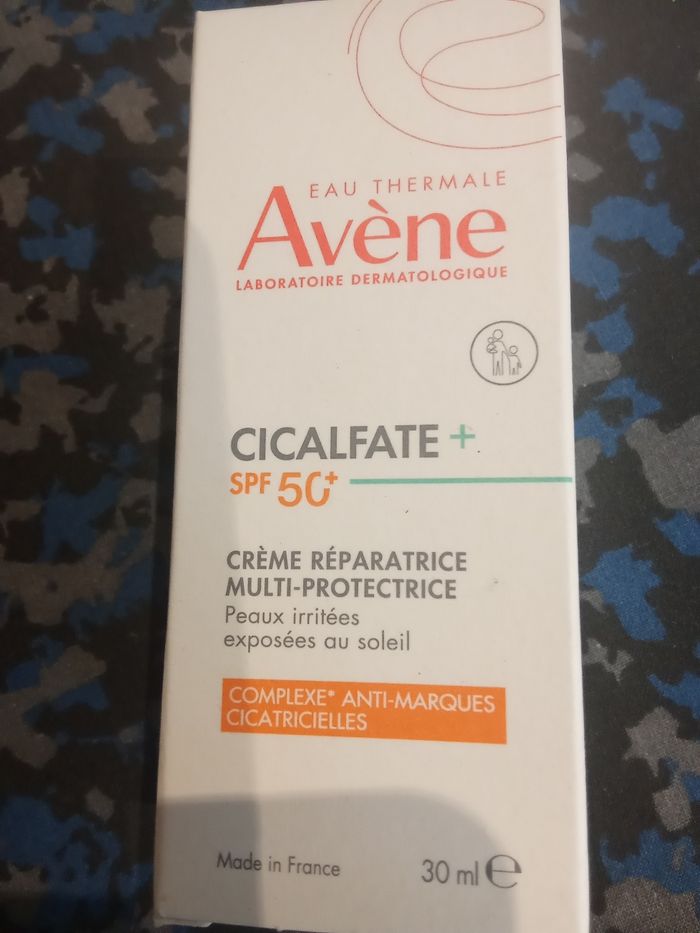 EAU THERMALE
Avène
LABORATOIRE DERMATOLOGIQUE
CICALFATE +
SPF 50+
CRÈME RÉPARATRICE
MULTI-PROTECTRICE
Peaux irritées
exposées au soleil
COMPLEXE* ANTI-MARQUES
CICATRICIELLES
Made in France
30 ml e